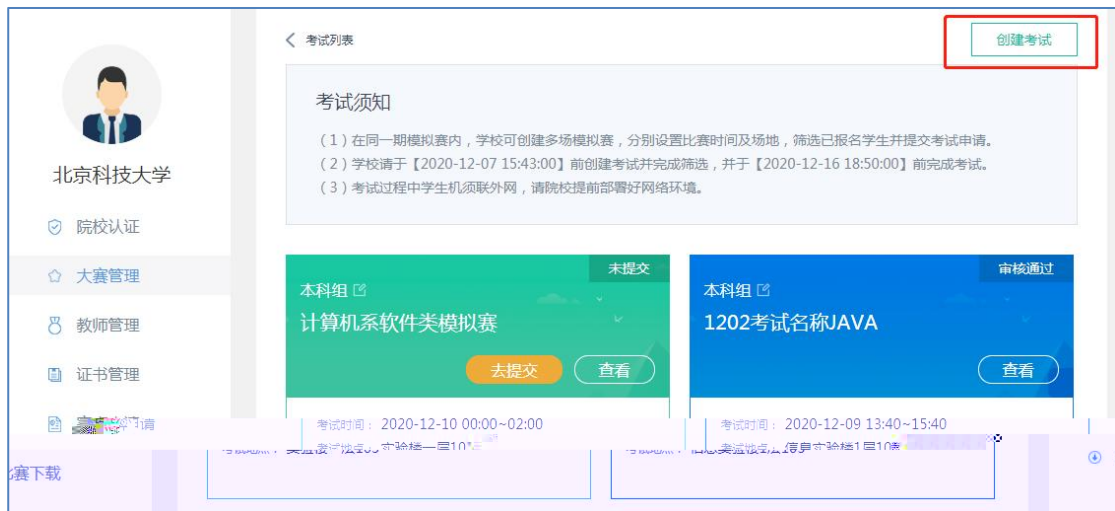 考试列表
创建考试
考试须知
（1）在同一期模拟赛内，学校可创建多场模拟赛，分别设置比赛时间及场地，筛选已报名学生并提交考试申请。
（2）学校请于【2020-12-07 15:43:00】前创建考试并完成筛选，并于【2020-12-16 18:50:00】前完成考试。
（3）考试过程中学生机须联外网，请院校提前部署好网络环境。
北京科技大学
院校认证
大赛管理
教师管理
证书管理
未提交
本科组
计算机系软件类模拟赛
去提交
查看
考试时间： 2020-12-10 00:00~02:00
审核通过
本科组
1202考试名称JAVA
查看
考试时间： 2020-12-09 13:40~15:40
赛下载